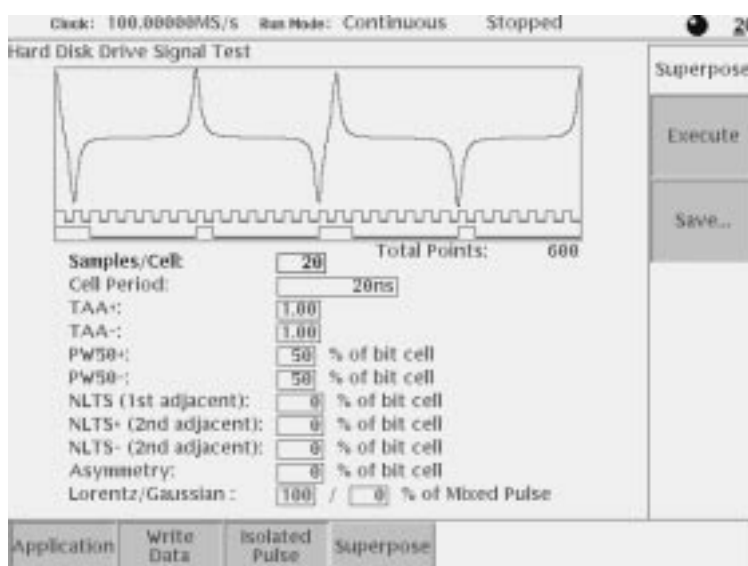 Clock: 100.00000MS/s Run Mode: Continuous Stopped
Hard Disk Drive Signal Test
Superpose
Execute
Save...
Total Points: 600
Samples/Cell: 20
Cell Period: 20ns
TAA+: 1.00
TAA-: 1.00
PW50+: 50 % of bit cell
PW50-: 50 % of bit cell
NLTS (1st adjacent): 0 % of bit cell
NLTS+ (2nd adjacent): 0 % of bit cell
NLTS- (2nd adjacent): 0 % of bit cell
Asymmetry: 0 % of bit cell
Lorentz/Gaussian : 100 / 0 % of Mixed Pulse
Application
Write Data
Isolated Pulse
Superpose